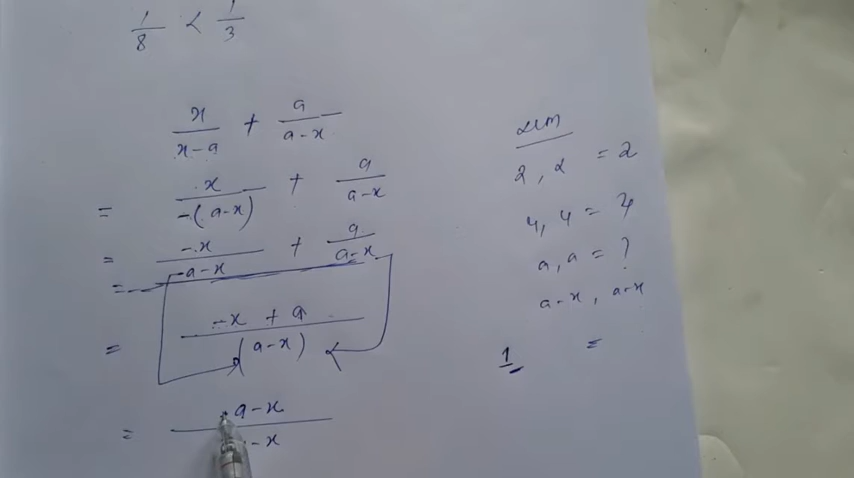 1/8 < 1/3
x/(x-a) + a/(a-x)
= x/(-(a-x)) + a/(a-x)
= -x/(-a-x) + a/(a-x)
=
= (-x + a)/(a-x)
= (a-x)/-x
LCM
2, 2 = 2
4, 4 = 4
a, a = ?
a-x, a-x
1 =